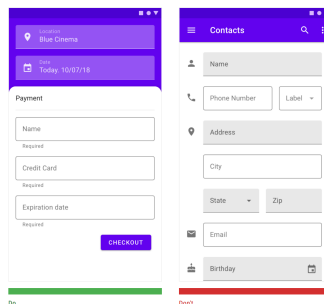 Location
Blue Cinema
Date
Today, 10/07/18
Payment
Name
Required
Credit Card
Required
Expiration date
Required
CHECKOUT
Do
Contacts
Name
Phone Number
Label
Address
City
State
Zip
Email
Birthday
Don't